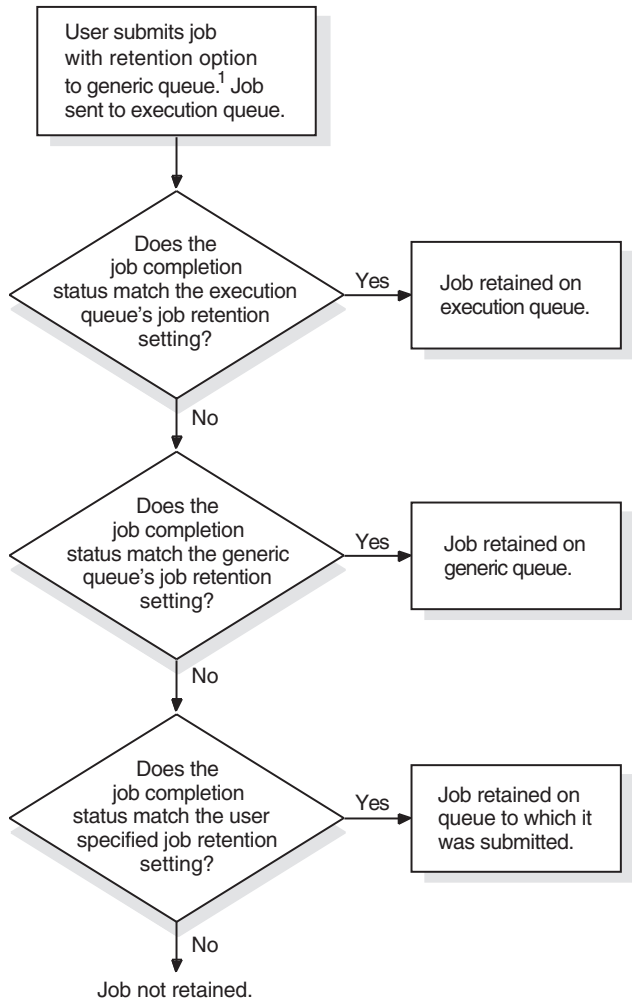 User submits job
with retention option
to generic queue.¹ Job
sent to execution queue.
Does the
job completion
status match the execution
queue’s job retention
setting?
Yes
Job retained on
execution queue.
No
Does the
job completion
status match the generic
queue’s job retention
setting?
Yes
Job retained on
generic queue.
No
Does the
job completion
status match the user
specified job retention
setting?
Yes
Job retained on
queue to which it
was submitted.
No
Job not retained.